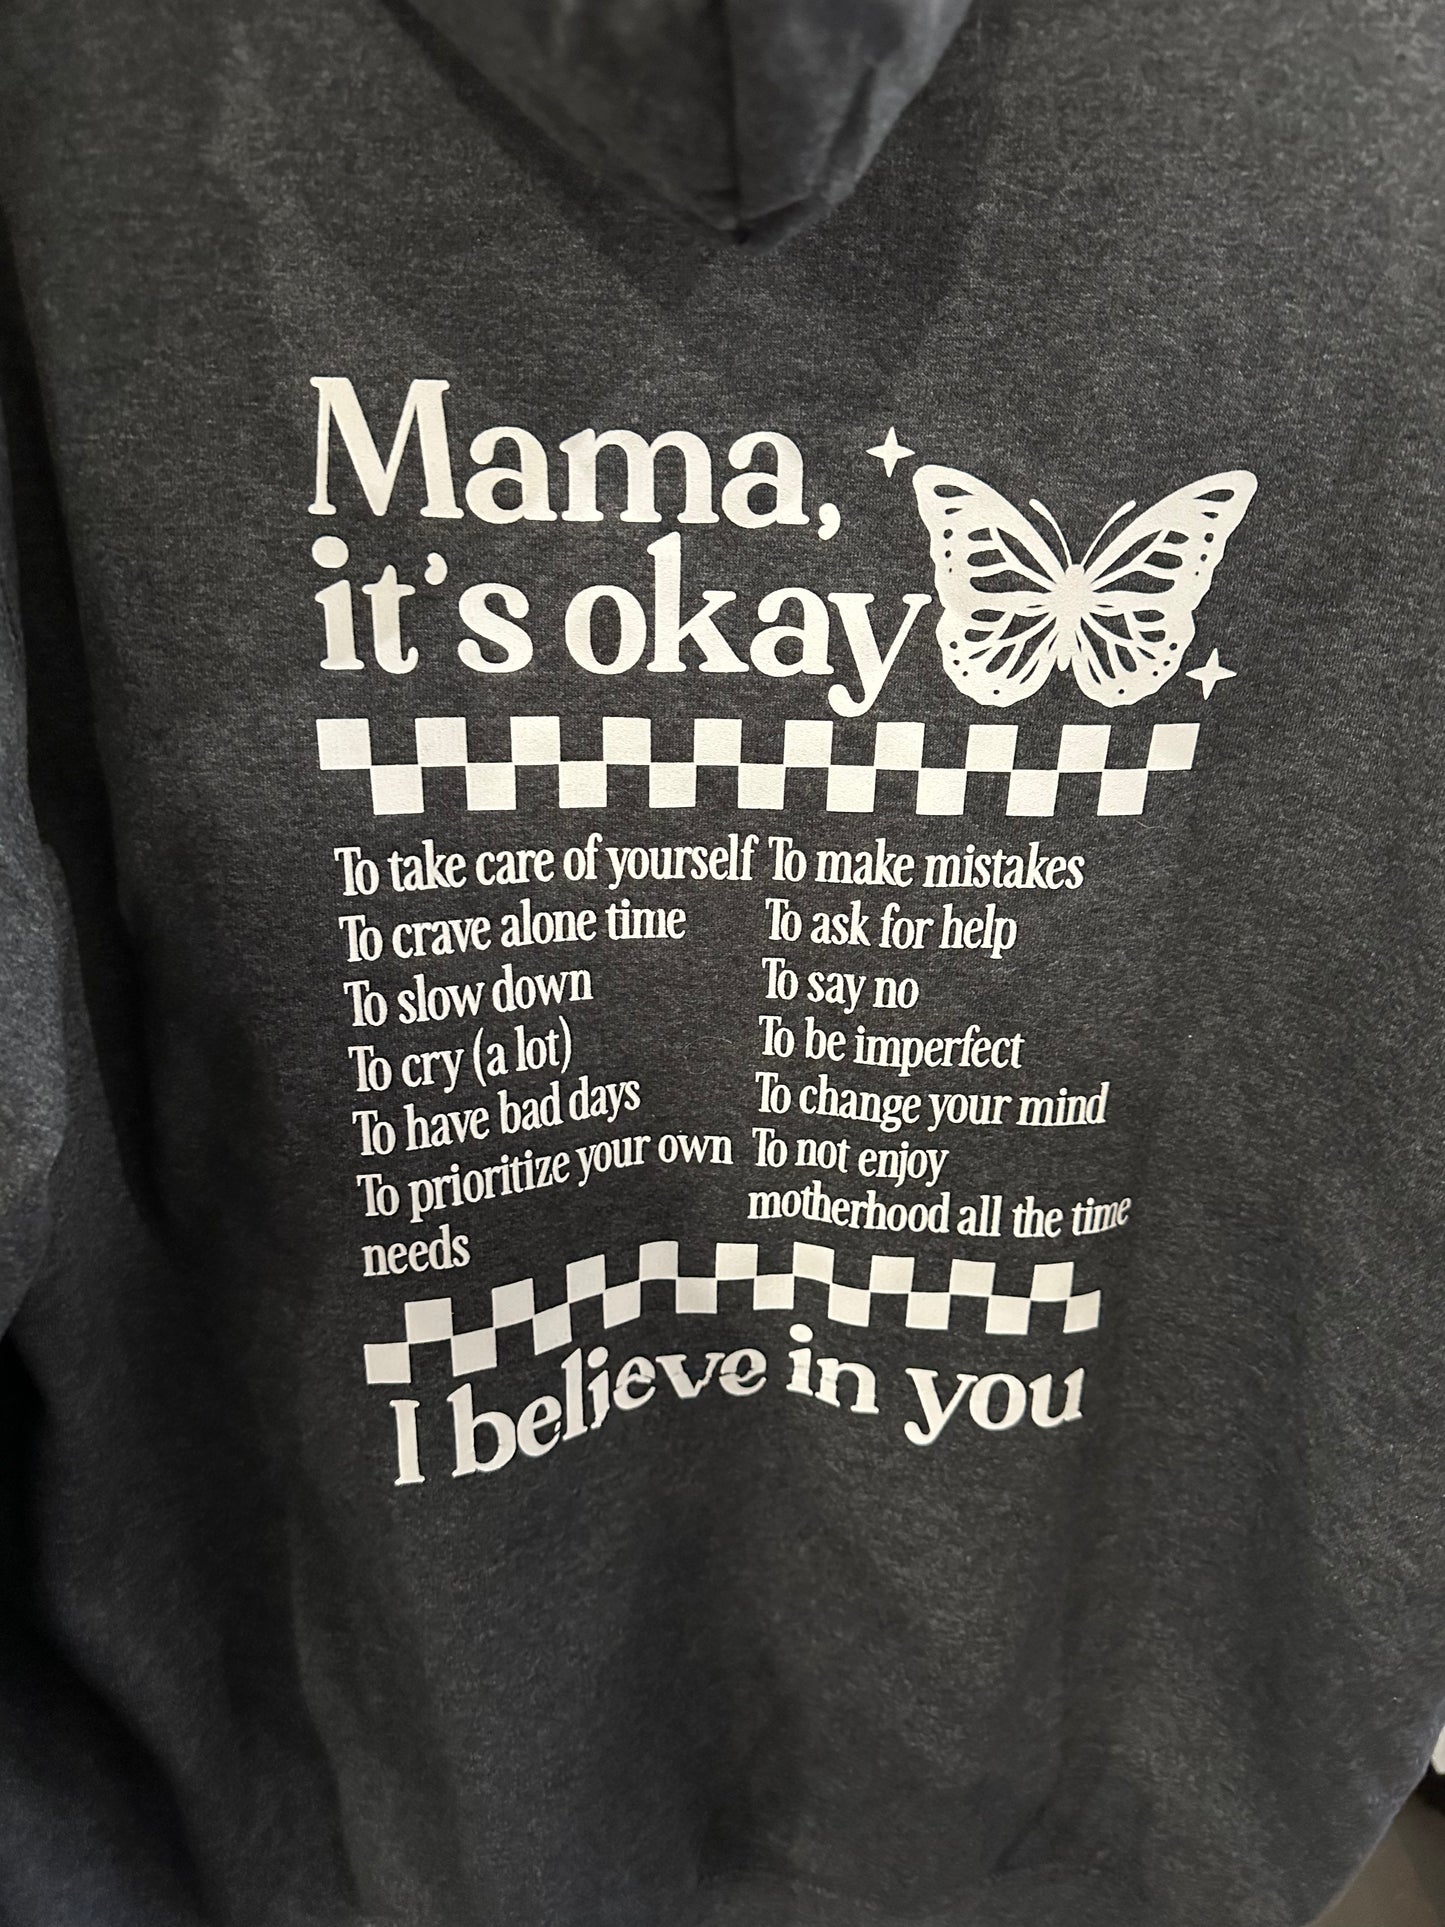 Mama,
it's okay
To take care of yourself
To crave alone time
To slow down
To cry (a lot)
To have bad days
To prioritize your own
needs
To make mistakes
To ask for help
To say no
To be imperfect
To change your mind
To not enjoy
motherhood all the time
I believe in you